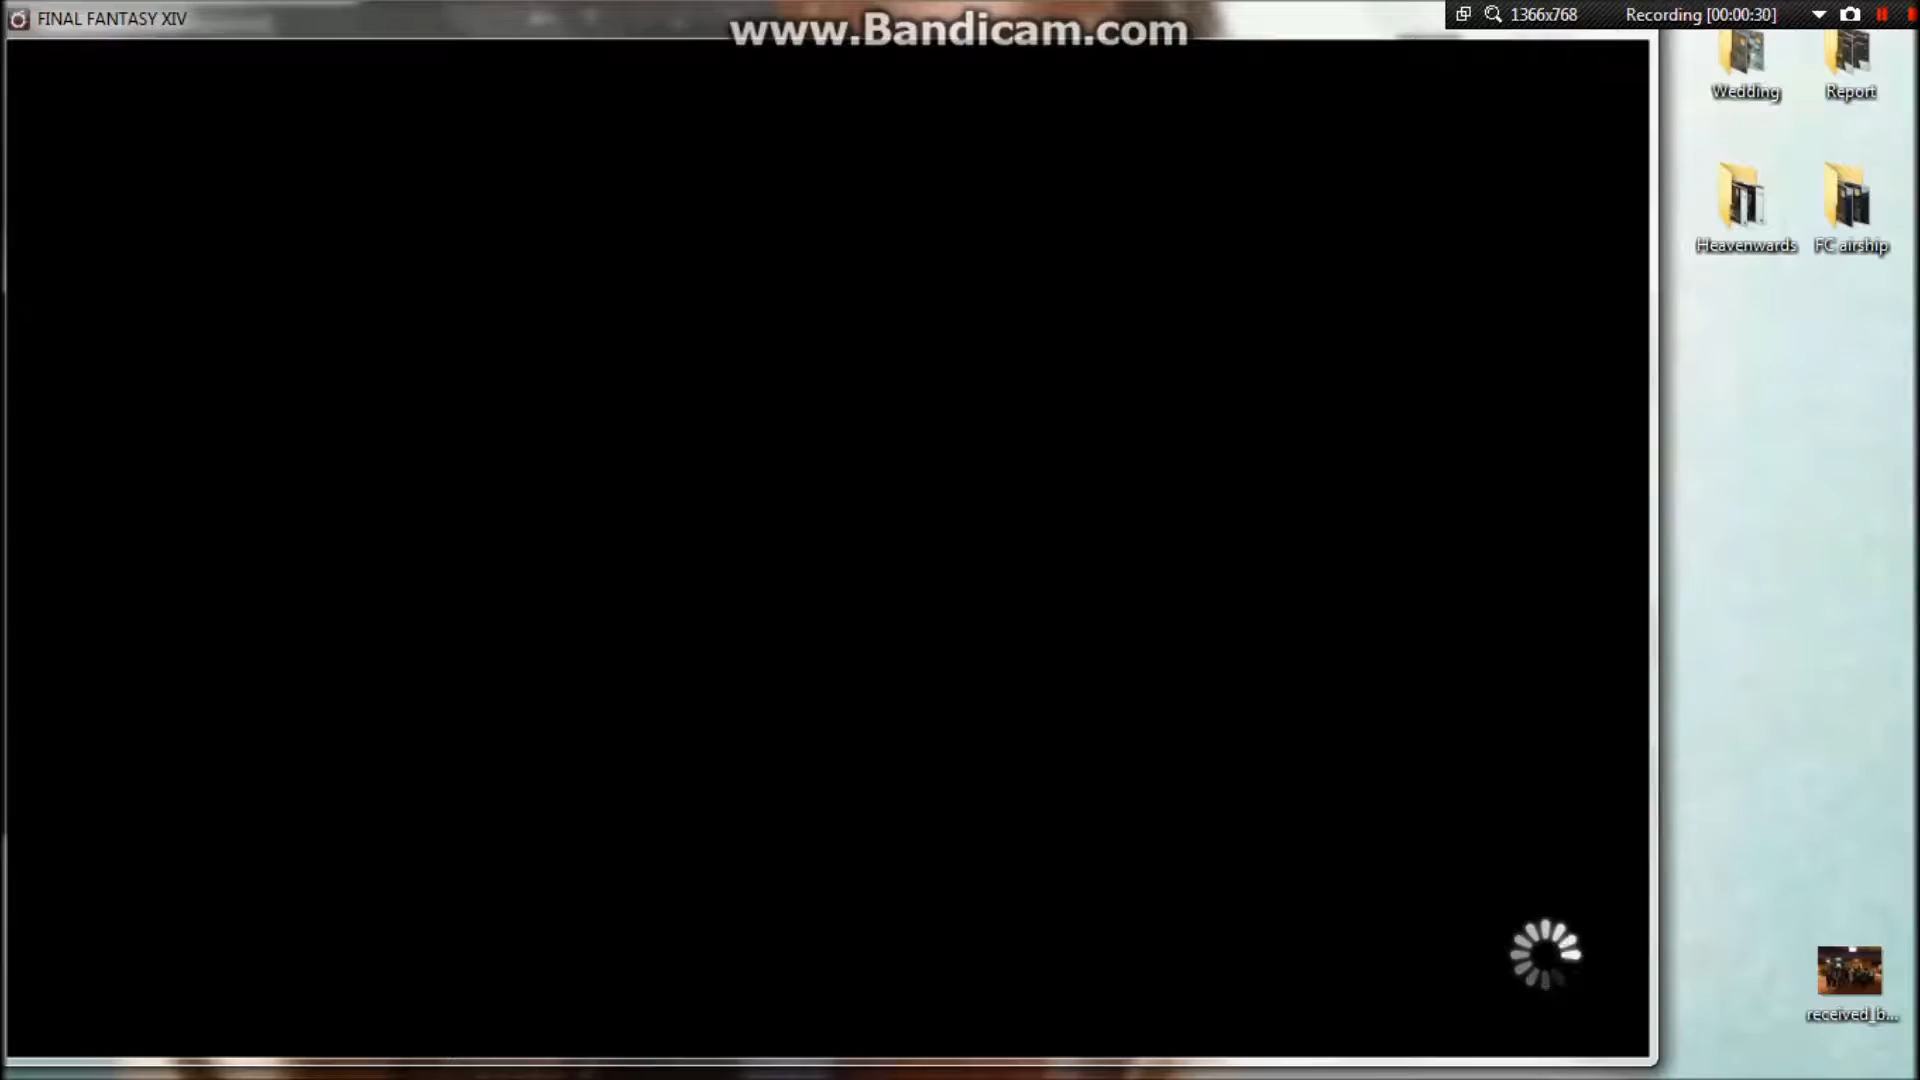 FINAL FANTASY XIV
www.Bandicam.com
1366x768
Recording [00:00:30]
Wedding
Report
Heavenwards
FC airship
received_b...